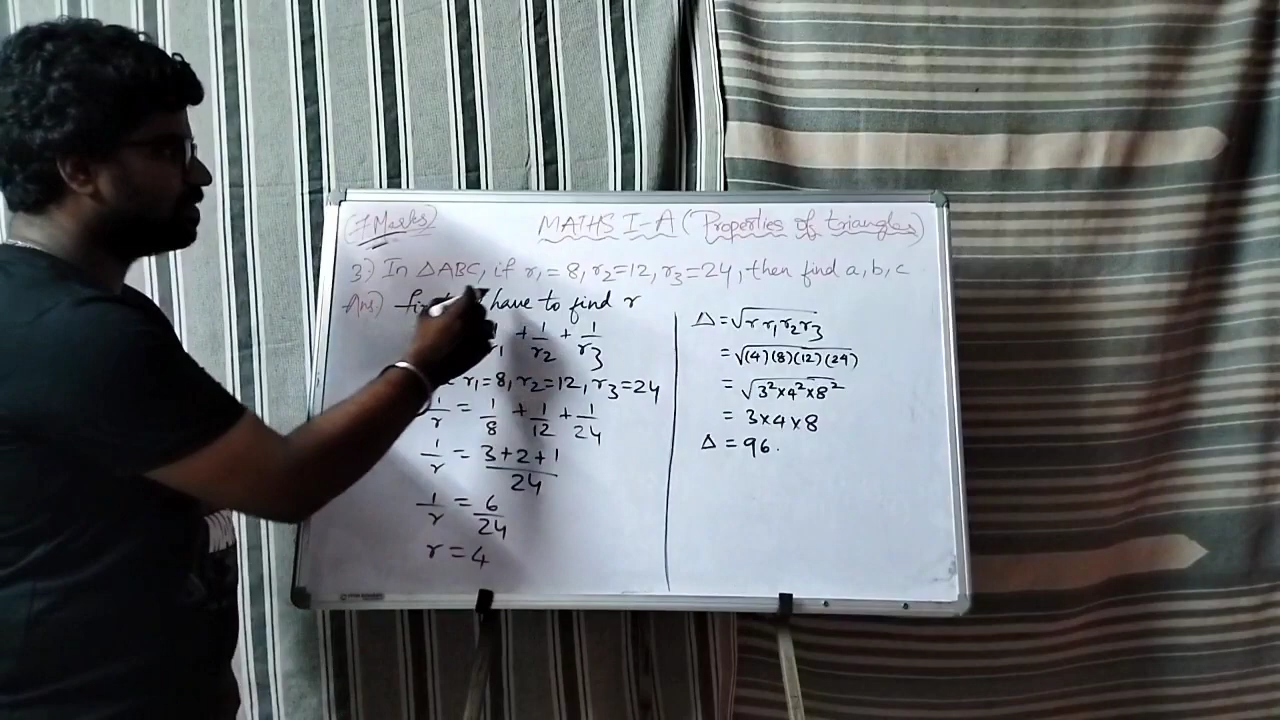 (7 Marks)
MATHS I-A (Properties of triangles)
3.) In △ABC, if r₁ = 8, r₂ = 12, r₃ = 24, then find a, b, c
Ans) have to find r
r₁ + 1/r₂ + 1/r₃
r₁ = 8, r₂ = 12, r₃ = 24
1/r = 1/8 + 1/12 + 1/24
1/r = (3+2+1)/24
1/r = 6/24
r = 4
Δ = √(r r₁ r₂ r₃)
= √((4)(8)(12)(24))
= √(3²×4²×8²)
= 3×4×8
Δ = 96.